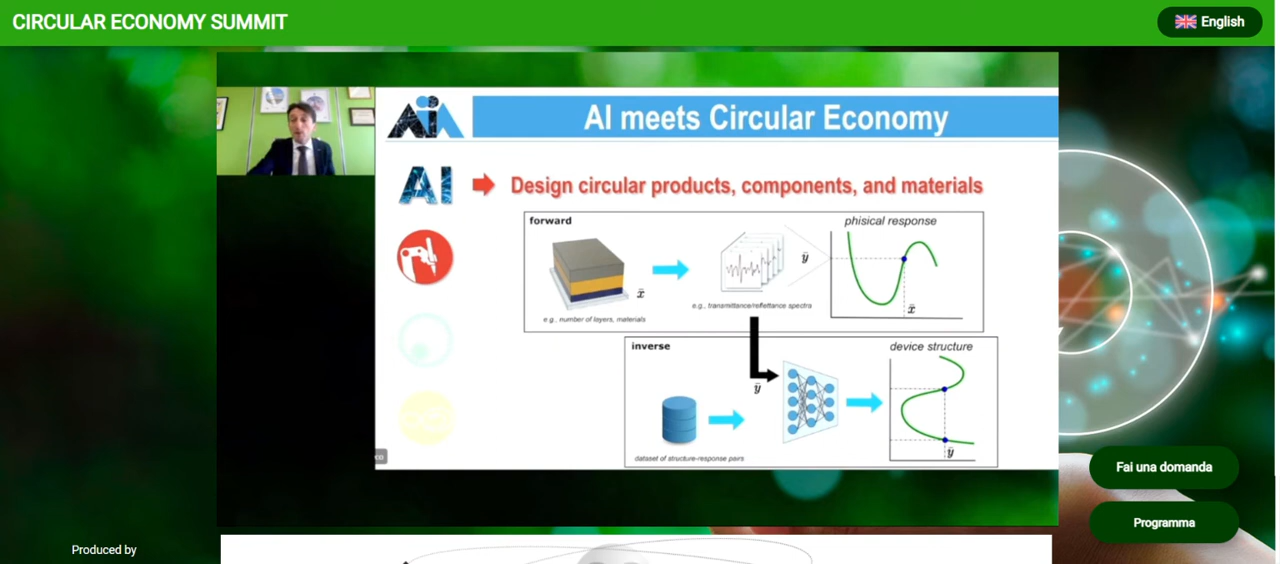 CIRCULAR ECONOMY SUMMIT
English
AIA
AI meets Circular Economy
AI
Design circular products, components, and materials
forward
phisical response
ȳ
x̄
x̄
e.g., transmittance/reflettance spectra
e.g., number of layers, materials
inverse
device structure
ȳ
ȳ
dataset of structure-response pairs
Fai una domanda
Programma
Produced by